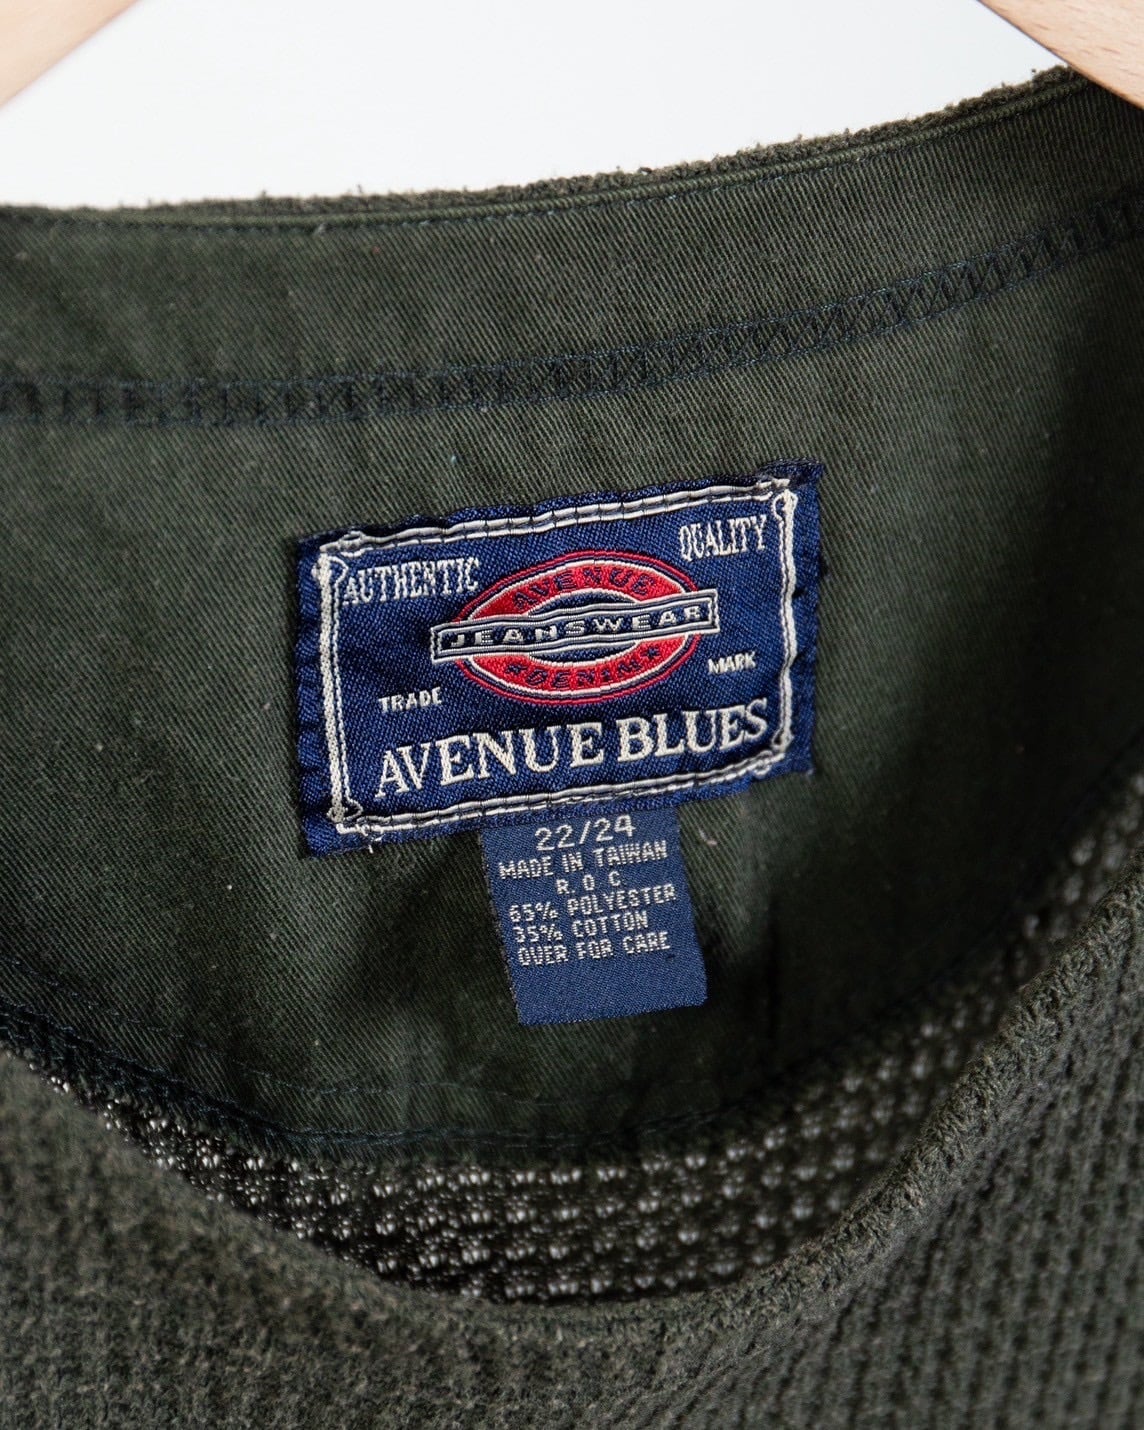 AUTHENTIC QUALITY
AVENUE
JEANSWEAR
DENIM
TRADE MARK
AVENUE BLUES
22/24
MADE IN TAIWAN
R.O.C
65% POLYESTER
35% COTTON
OVER FOR CARE